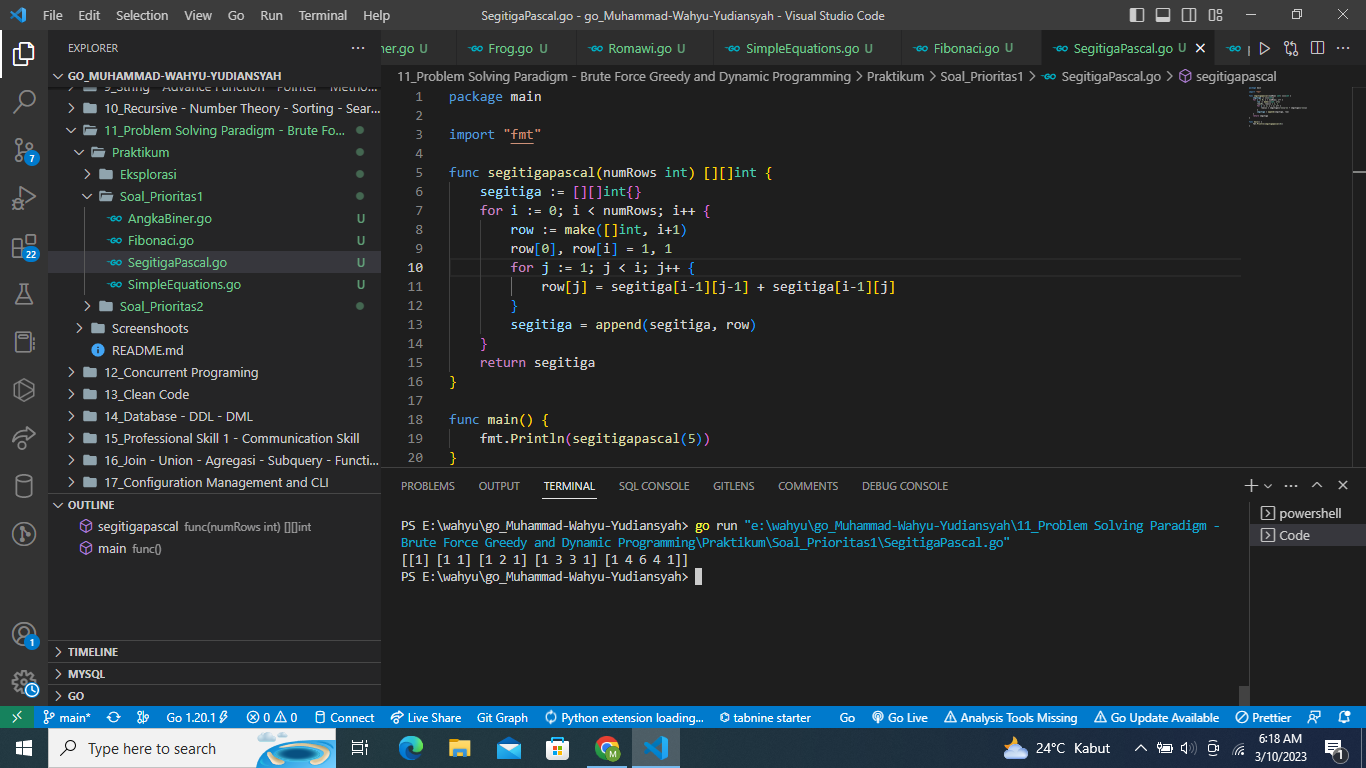 File Edit Selection View Go Run Terminal Help SegitigaPascal.go - go_Muhammad-Wahyu-Yudiansyah - Visual Studio Code
EXPLORER
ner.go U Frog.go U Romawi.go U SimpleEquations.go U Fibonaci.go U SegitigaPascal.go U
GO_MUHAMMAD-WAHYU-YUDIANSYAH
10_Recursive - Number Theory - Sorting - Sear...
11_Problem Solving Paradigm - Brute Fo...
Praktikum
Eksplorasi
Soal_Prioritas1
AngkaBiner.go U
Fibonaci.go U
SegitigaPascal.go U
SimpleEquations.go U
Soal_Prioritas2
Screenshoots
README.md
12_Concurrent Programing
13_Clean Code
14_Database - DDL - DML
15_Professional Skill 1 - Communication Skill
16_Join - Union - Agregasi - Subquery - Functi...
17_Configuration Management and CLI
OUTLINE
segitigapascal func(numRows int) [][]int
main func()
TIMELINE
MYSQL
GO
7
22
1
11_Problem Solving Paradigm - Brute Force Greedy and Dynamic Programming > Praktikum > Soal_Prioritas1 > SegitigaPascal.go > segitigapascal
1 package main
2
3 import "fmt"
4
5 func segitigapascal(numRows int) [][]int {
6 segitiga := [][]int{}
7 for i := 0; i < numRows; i++ {
8 row := make([]int, i+1)
9 row[0], row[i] = 1, 1
10 for j := 1; j < i; j++ {
11 row[j] = segitiga[i-1][j-1] + segitiga[i-1][j]
12 }
13 segitiga = append(segitiga, row)
14 }
15 return segitiga
16 }
17
18 func main() {
19 fmt.Println(segitigapascal(5))
20 }
PROBLEMS OUTPUT TERMINAL SQL CONSOLE GITLENS COMMENTS DEBUG CONSOLE
PS E:\wahyu\go_Muhammad-Wahyu-Yudiansyah> go run "e:\wahyu\go_Muhammad-Wahyu-Yudiansyah\11_Problem Solving Paradigm -
Brute Force Greedy and Dynamic Programming\Praktikum\Soal_Prioritas1\SegitigaPascal.go"
[[1] [1 1] [1 2 1] [1 3 3 1] [1 4 6 4 1]]
PS E:\wahyu\go_Muhammad-Wahyu-Yudiansyah>
powershell
Code
main* Go 1.20.1 0 0 Connect Live Share Git Graph Python extension loading... tabnine starter Go Go Live Analysis Tools Missing Go Update Available Prettier
Type here to search
24°C Kabut
6:18 AM
3/10/2023
1